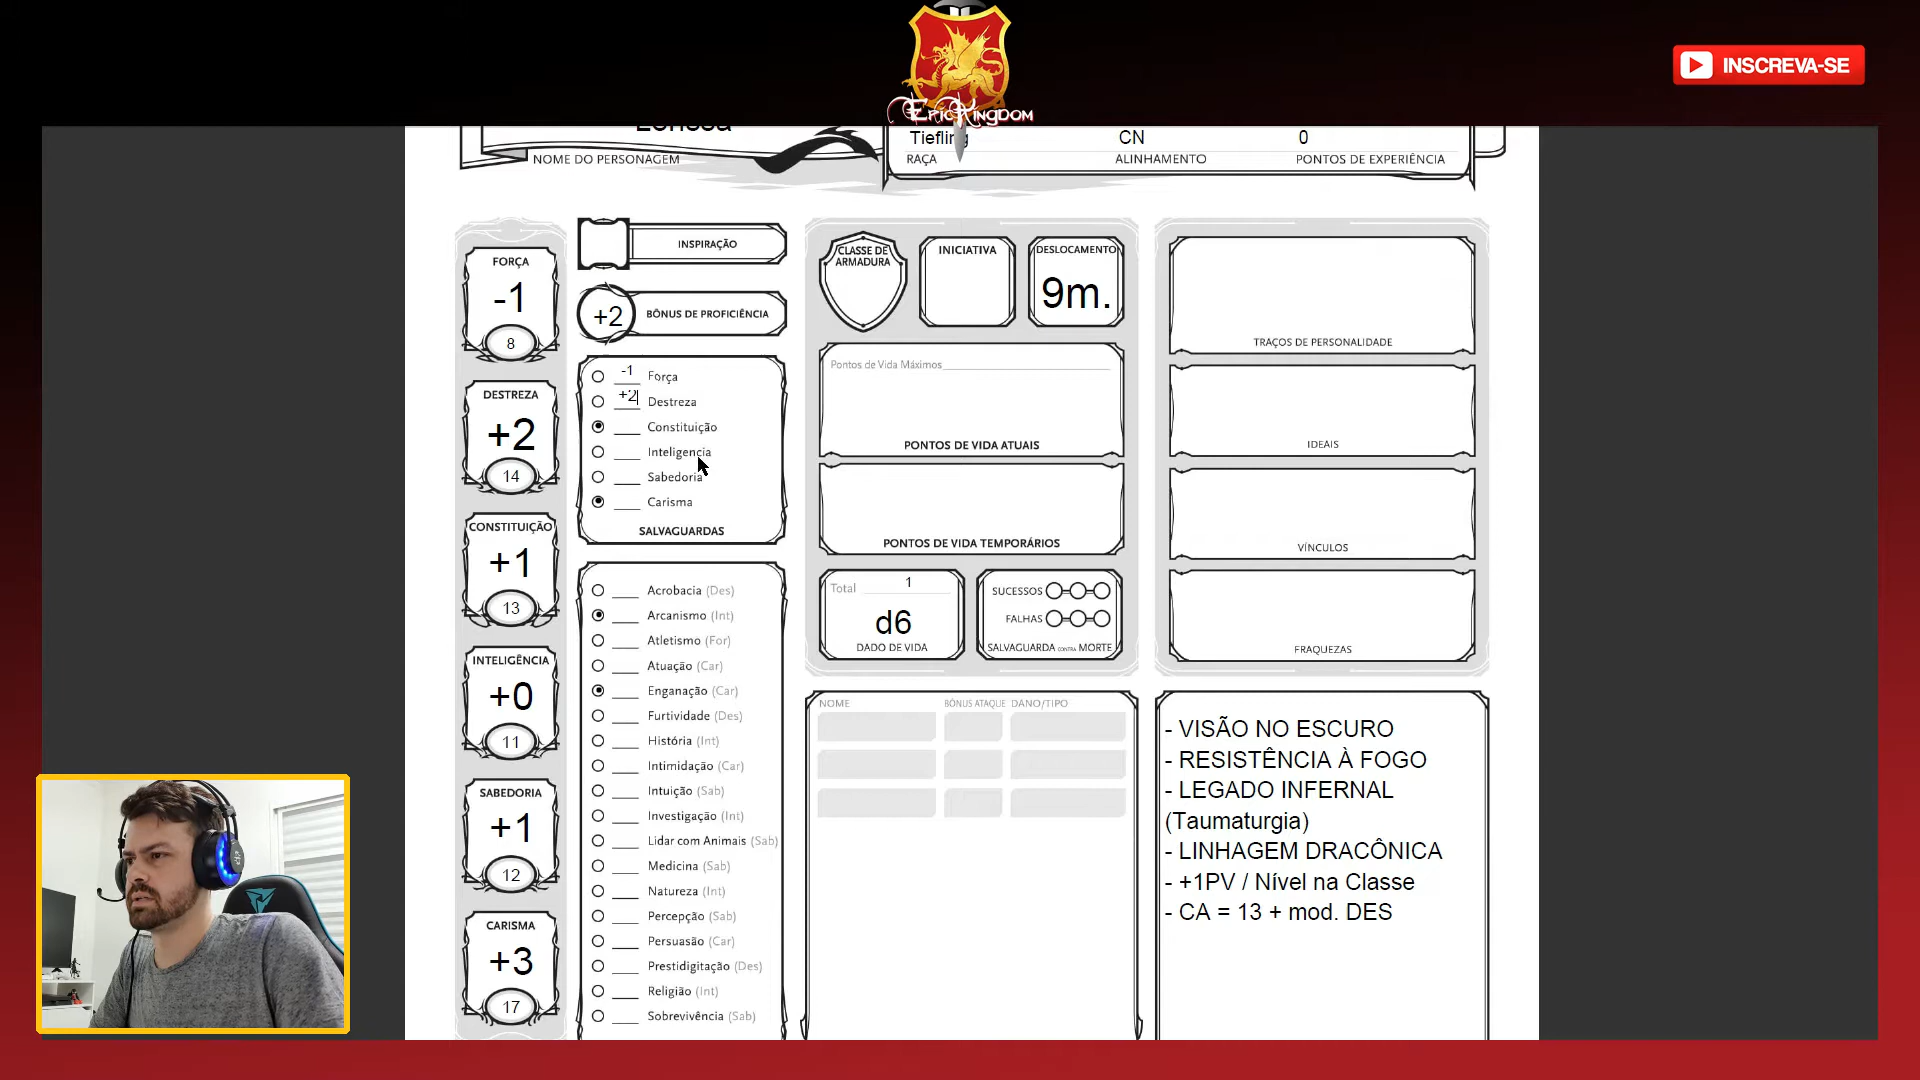 EpicKingdom
INSCREVA-SE
NOME DO PERSONAGEM
Tiefling
CN
0
RAÇA
ALINHAMENTO
PONTOS DE EXPERIÊNCIA
FORÇA
-1
8
DESTREZA
+2
14
CONSTITUIÇÃO
+1
13
INTELIGÊNCIA
+0
11
SABEDORIA
+1
12
CARISMA
+3
17
INSPIRAÇÃO
+2
BÔNUS DE PROFICIÊNCIA
-1 Força
+2 Destreza
Constituição
Inteligencia
Sabedoria
Carisma
SALVAGUARDAS
Acrobacia (Des)
Arcanismo (Int)
Atletismo (For)
Atuação (Car)
Enganação (Car)
Furtividade (Des)
História (Int)
Intimidação (Car)
Intuição (Sab)
Investigação (Int)
Lidar com Animais (Sab)
Medicina (Sab)
Natureza (Int)
Percepção (Sab)
Persuasão (Car)
Prestidigitação (Des)
Religião (Int)
Sobrevivência (Sab)
CLASSE DE
ARMADURA
INICIATIVA
DESLOCAMENTO
9m.
Pontos de Vida Máximos
PONTOS DE VIDA ATUAIS
PONTOS DE VIDA TEMPORÁRIOS
Total 1
d6
DADO DE VIDA
SUCESSOS
FALHAS
SALVAGUARDA CONTRA MORTE
NOME
BÔNUS ATAQUE
DANO/TIPO
TRAÇOS DE PERSONALIDADE
IDEAIS
VÍNCULOS
FRAQUEZAS
- VISÃO NO ESCURO
- RESISTÊNCIA À FOGO
- LEGADO INFERNAL
(Taumaturgia)
- LINHAGEM DRACÔNICA
- +1PV / Nível na Classe
- CA = 13 + mod. DES